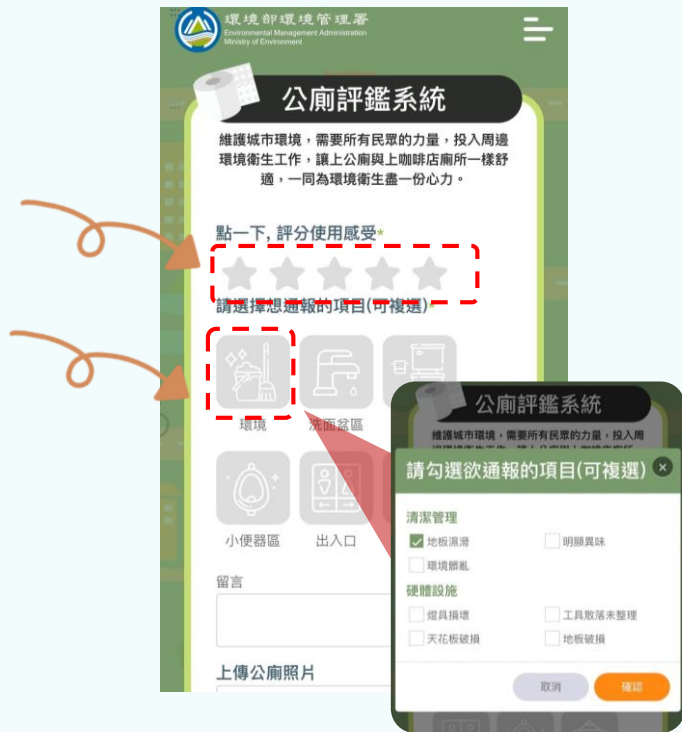 環境部環境管理署
Environmental Management Administration
Ministry of Environment
公廁評鑑系統
維護城市環境，需要所有民眾的力量，投入周邊
環境衛生工作，讓上公廁與上咖啡店廁所一樣舒
適，一同為環境衛生盡一份心力。
點一下, 評分使用感受*
請選擇想通報的項目(可複選)*
環境
洗面盆區
小便器區
出入口
留言
上傳公廁照片
公廁評鑑系統
維護城市環境，需要所有民眾的力量，投入周
請勾選欲通報的項目(可複選)
清潔管理
地板濕滑
明顯異味
環境髒亂
硬體設施
燈具損壞
工具散落未整理
天花板破損
地板破損
取消
確認